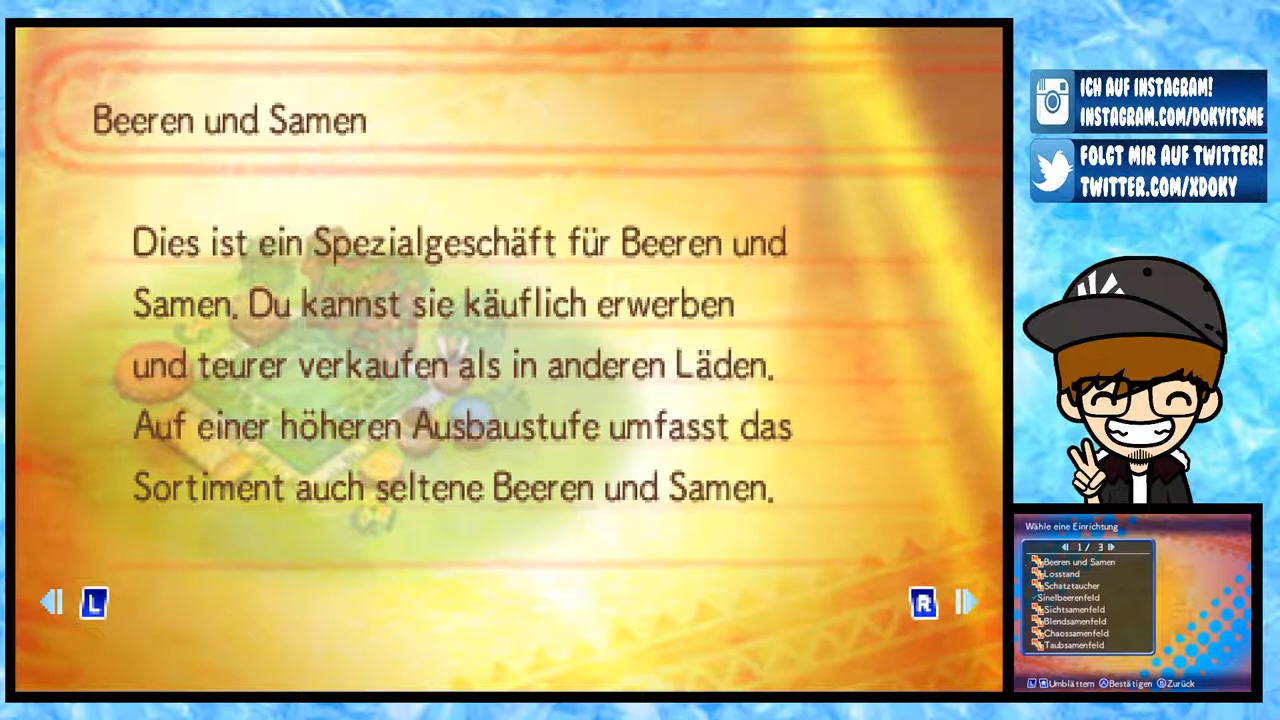 Beeren und Samen
Dies ist ein Spezialgeschäft für Beeren und
Samen. Du kannst sie käuflich erwerben
und teurer verkaufen als in anderen Läden.
Auf einer höheren Ausbaustufe umfasst das
Sortiment auch seltene Beeren und Samen.
L
R
ICH AUF INSTAGRAM!
INSTAGRAM.COM/DOKYITSME
FOLGT MIR AUF TWITTER!
TWITTER.COM/XDOKY
Wähle eine Einrichtung
1/ 3
Beeren und Samen
Losstand
Schatztaucher
Sinelbeerenfeld
Sichtsamenfeld
Blendsamenfeld
Chaossamenfeld
Taubsamenfeld
L R Umblättern A Bestätigen B Zurück